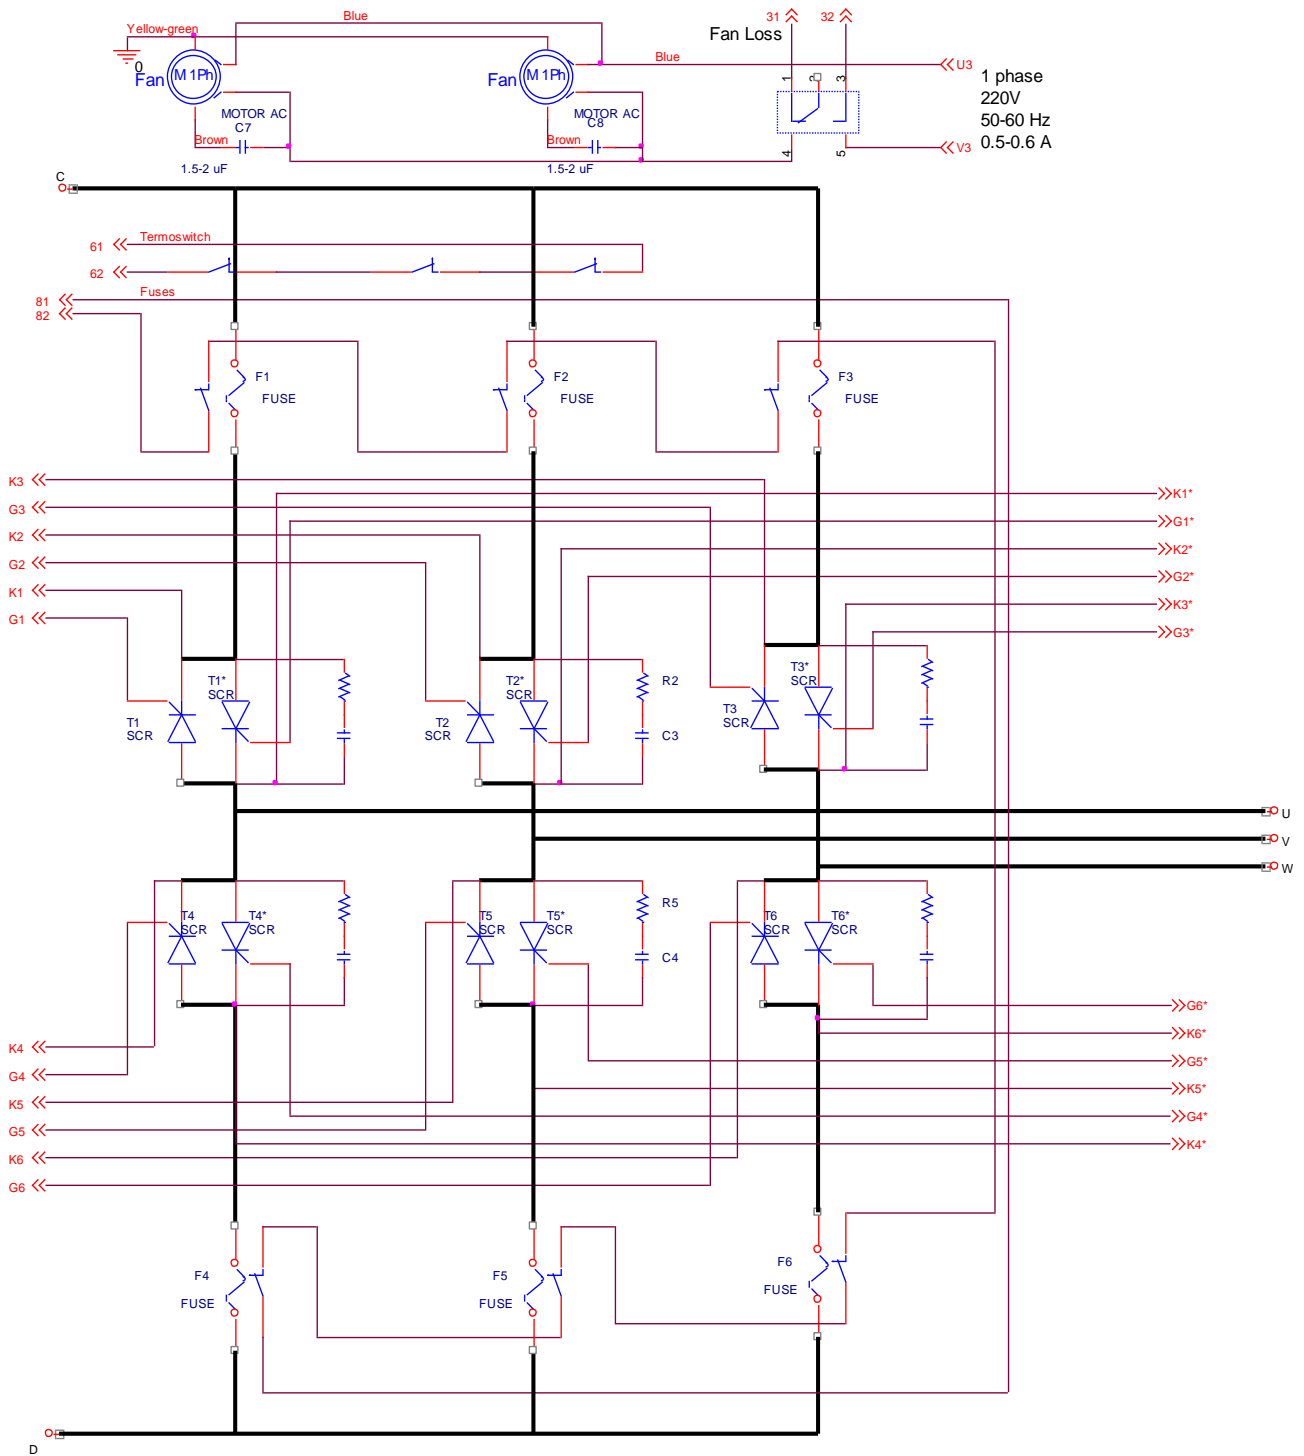 Blue
31
32
Yellow-green
Fan Loss
0
Fan
M 1Ph
Fan
M 1Ph
Blue
U3
1
2
3
1 phase
220V
50-60 Hz
0.5-0.6 A
MOTOR AC
C7
MOTOR AC
C8
Brown
Brown
4
5
V3
1.5-2 uF
1.5-2 uF
C
61
Termoswitch
62
81
Fuses
82
F1
FUSE
F2
FUSE
F3
FUSE
K3
K1*
G3
G1*
K2
K2*
G2
G2*
K1
K3*
G1
G3*
T1*
SCR
T2*
SCR
R2
T3*
SCR
T1
SCR
T2
SCR
C3
T3
SCR
U
V
W
T4
SCR
T4*
SCR
T5
SCR
T5*
SCR
R5
T6
SCR
T6*
SCR
C4
G6*
K6*
K4
G5*
G4
K5*
K5
G4*
G5
K4*
K6
G6
F4
FUSE
F5
FUSE
F6
FUSE
D